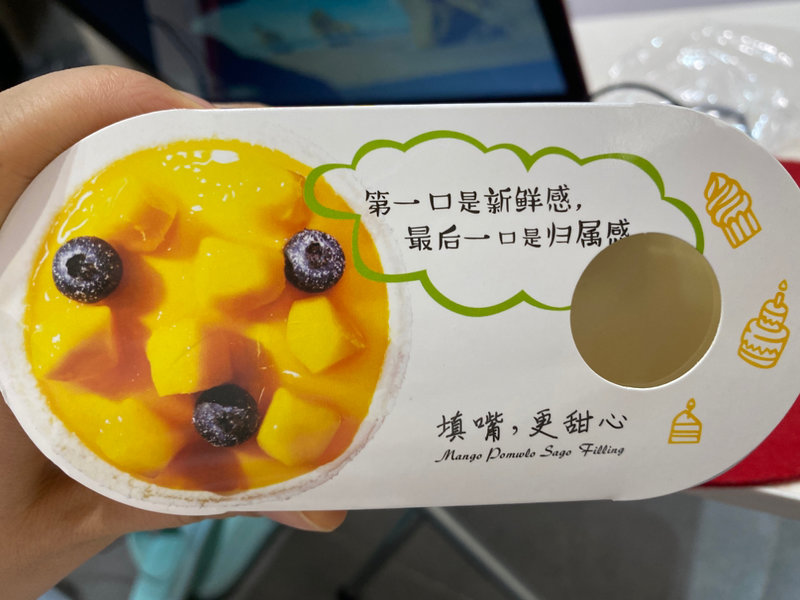 第一口是新鲜感，
最后一口是归属感
填嘴，更甜心
Mango Pomwlo Sago Filling